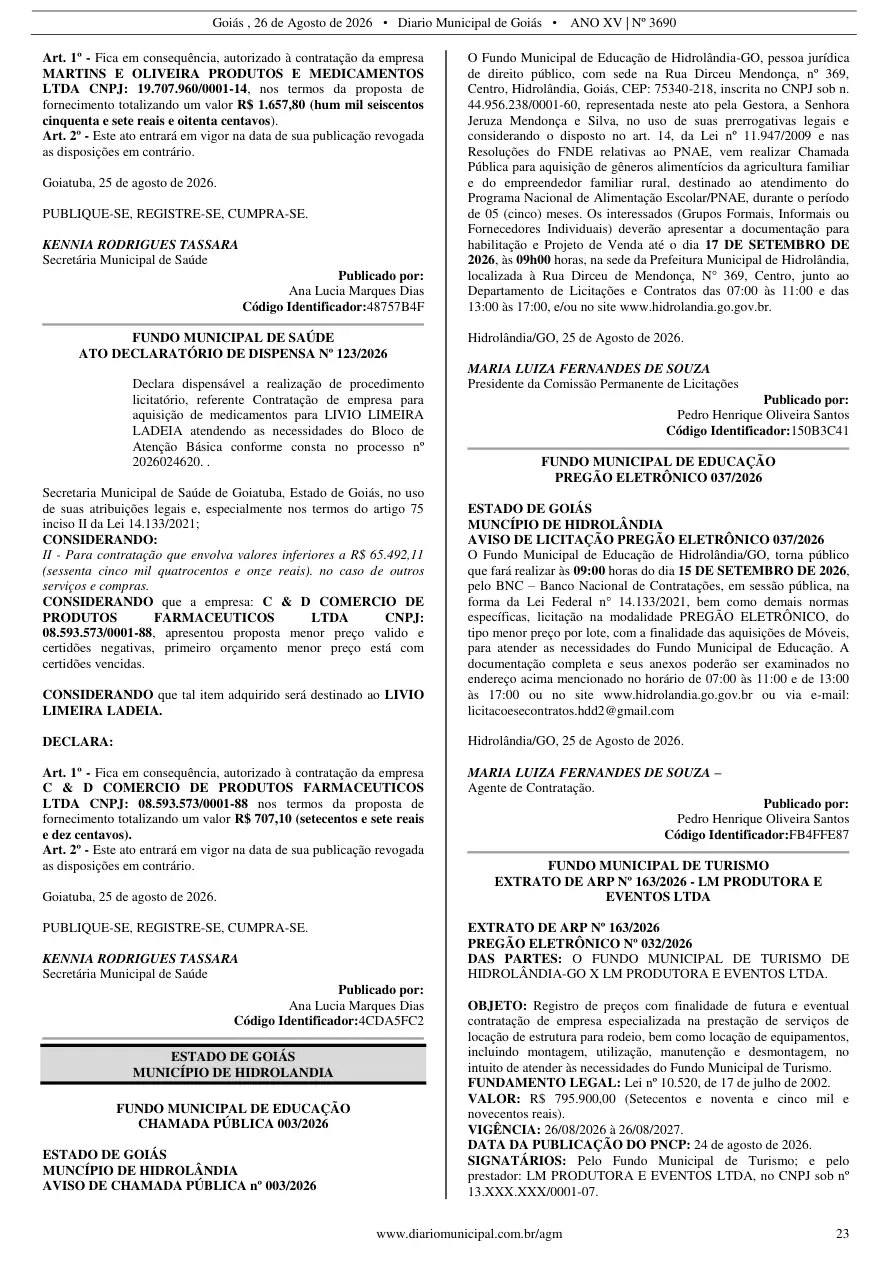 Goiás , 26 de Agosto de 2026 • Diario Municipal de Goiás • ANO XV | Nº 3690
Art. 1º - Fica em consequência, autorizado à contratação da empresa
MARTINS E OLIVEIRA PRODUTOS E MEDICAMENTOS
LTDA CNPJ: 19.707.960/0001-14, nos termos da proposta de
fornecimento totalizando um valor R$ 1.657,80 (hum mil seiscentos
cinquenta e sete reais e oitenta centavos).
Art. 2º - Este ato entrará em vigor na data de sua publicação revogada
as disposições em contrário.
Goiatuba, 25 de agosto de 2026.
PUBLIQUE-SE, REGISTRE-SE, CUMPRA-SE.
KENNIA RODRIGUES TASSARA
Secretária Municipal de Saúde
Publicado por:
Ana Lucia Marques Dias
Código Identificador:48757B4F
FUNDO MUNICIPAL DE SAÚDE
ATO DECLARATÓRIO DE DISPENSA Nº 123/2026
Declara dispensável a realização de procedimento
licitatório, referente Contratação de empresa para
aquisição de medicamentos para LIVIO LIMEIRA
LADEIA atendendo as necessidades do Bloco de
Atenção Básica conforme consta no processo nº
2026024620. .
Secretaria Municipal de Saúde de Goiatuba, Estado de Goiás, no uso
de suas atribuições legais e, especialmente nos termos do artigo 75
inciso II da Lei 14.133/2021;
CONSIDERANDO:
II - Para contratação que envolva valores inferiores a R$ 65.492,11
(sessenta cinco mil quatrocentos e onze reais). no caso de outros
serviços e compras.
CONSIDERANDO que a empresa: C & D COMERCIO DE
PRODUTOS FARMACEUTICOS LTDA CNPJ:
08.593.573/0001-88, apresentou proposta menor preço valido e
certidões negativas, primeiro orçamento menor preço está com
certidões vencidas.
CONSIDERANDO que tal item adquirido será destinado ao LIVIO
LIMEIRA LADEIA.
DECLARA:
Art. 1º - Fica em consequência, autorizado à contratação da empresa
C & D COMERCIO DE PRODUTOS FARMACEUTICOS
LTDA CNPJ: 08.593.573/0001-88 nos termos da proposta de
fornecimento totalizando um valor R$ 707,10 (setecentos e sete reais
e dez centavos).
Art. 2º - Este ato entrará em vigor na data de sua publicação revogada
as disposições em contrário.
Goiatuba, 25 de agosto de 2026.
PUBLIQUE-SE, REGISTRE-SE, CUMPRA-SE.
KENNIA RODRIGUES TASSARA
Secretária Municipal de Saúde
Publicado por:
Ana Lucia Marques Dias
Código Identificador:4CDA5FC2
ESTADO DE GOIÁS
MUNICÍPIO DE HIDROLANDIA
FUNDO MUNICIPAL DE EDUCAÇÃO
CHAMADA PÚBLICA 003/2026
ESTADO DE GOIÁS
MUNCÍPIO DE HIDROLÂNDIA
AVISO DE CHAMADA PÚBLICA nº 003/2026
O Fundo Municipal de Educação de Hidrolândia-GO, pessoa jurídica
de direito público, com sede na Rua Dirceu Mendonça, nº 369,
Centro, Hidrolândia, Goiás, CEP: 75340-218, inscrita no CNPJ sob n.
44.956.238/0001-60, representada neste ato pela Gestora, a Senhora
Jeruza Mendonça e Silva, no uso de suas prerrogativas legais e
considerando o disposto no art. 14, da Lei nº 11.947/2009 e nas
Resoluções do FNDE relativas ao PNAE, vem realizar Chamada
Pública para aquisição de gêneros alimentícios da agricultura familiar
e do empreendedor familiar rural, destinado ao atendimento do
Programa Nacional de Alimentação Escolar/PNAE, durante o período
de 05 (cinco) meses. Os interessados (Grupos Formais, Informais ou
Fornecedores Individuais) deverão apresentar a documentação para
habilitação e Projeto de Venda até o dia 17 DE SETEMBRO DE
2026, às 09h00 horas, na sede da Prefeitura Municipal de Hidrolândia,
localizada à Rua Dirceu de Mendonça, N° 369, Centro, junto ao
Departamento de Licitações e Contratos das 07:00 às 11:00 e das
13:00 às 17:00, e/ou no site www.hidrolandia.go.gov.br.
Hidrolândia/GO, 25 de Agosto de 2026.
MARIA LUIZA FERNANDES DE SOUZA
Presidente da Comissão Permanente de Licitações
Publicado por:
Pedro Henrique Oliveira Santos
Código Identificador:150B3C41
FUNDO MUNICIPAL DE EDUCAÇÃO
PREGÃO ELETRÔNICO 037/2026
ESTADO DE GOIÁS
MUNCÍPIO DE HIDROLÂNDIA
AVISO DE LICITAÇÃO PREGÃO ELETRÔNICO 037/2026
O Fundo Municipal de Educação de Hidrolândia/GO, torna público
que fará realizar às 09:00 horas do dia 15 DE SETEMBRO DE 2026,
pelo BNC – Banco Nacional de Contratações, em sessão pública, na
forma da Lei Federal n° 14.133/2021, bem como demais normas
específicas, licitação na modalidade PREGÃO ELETRÔNICO, do
tipo menor preço por lote, com a finalidade das aquisições de Móveis,
para atender as necessidades do Fundo Municipal de Educação. A
documentação completa e seus anexos poderão ser examinados no
endereço acima mencionado no horário de 07:00 às 11:00 e de 13:00
às 17:00 ou no site www.hidrolandia.go.gov.br ou via e-mail:
licitacoesecontratos.hdd2@gmail.com
Hidrolândia/GO, 25 de Agosto de 2026.
MARIA LUIZA FERNANDES DE SOUZA –
Agente de Contratação.
Publicado por:
Pedro Henrique Oliveira Santos
Código Identificador:FB4FFE87
FUNDO MUNICIPAL DE TURISMO
EXTRATO DE ARP Nº 163/2026 - LM PRODUTORA E
EVENTOS LTDA
EXTRATO DE ARP Nº 163/2026
PREGÃO ELETRÔNICO Nº 032/2026
DAS PARTES: O FUNDO MUNICIPAL DE TURISMO DE
HIDROLÂNDIA-GO X LM PRODUTORA E EVENTOS LTDA.
OBJETO: Registro de preços com finalidade de futura e eventual
contratação de empresa especializada na prestação de serviços de
locação de estrutura para rodeio, bem como locação de equipamentos,
incluindo montagem, utilização, manutenção e desmontagem, no
intuito de atender às necessidades do Fundo Municipal de Turismo.
FUNDAMENTO LEGAL: Lei nº 10.520, de 17 de julho de 2002.
VALOR: R$ 795.900,00 (Setecentos e noventa e cinco mil e
novecentos reais).
VIGÊNCIA: 26/08/2026 à 26/08/2027.
DATA DA PUBLICAÇÃO DO PNCP: 24 de agosto de 2026.
SIGNATÁRIOS: Pelo Fundo Municipal de Turismo; e pelo
prestador: LM PRODUTORA E EVENTOS LTDA, no CNPJ sob nº
13.XXX.XXX/0001-07.
www.diariomunicipal.com.br/agm 23